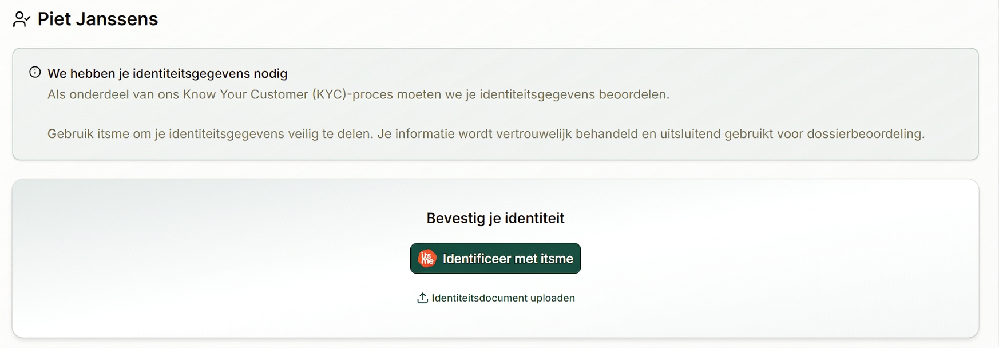 Piet Janssens
We hebben je identiteitsgegevens nodig
Als onderdeel van ons Know Your Customer (KYC)-proces moeten we je identiteitsgegevens beoordelen.
Gebruik itsme om je identiteitsgegevens veilig te delen. Je informatie wordt vertrouwelijk behandeld en uitsluitend gebruikt voor dossierbeoordeling.
Bevestig je identiteit
its
me
Identificeer met itsme
Identiteitsdocument uploaden